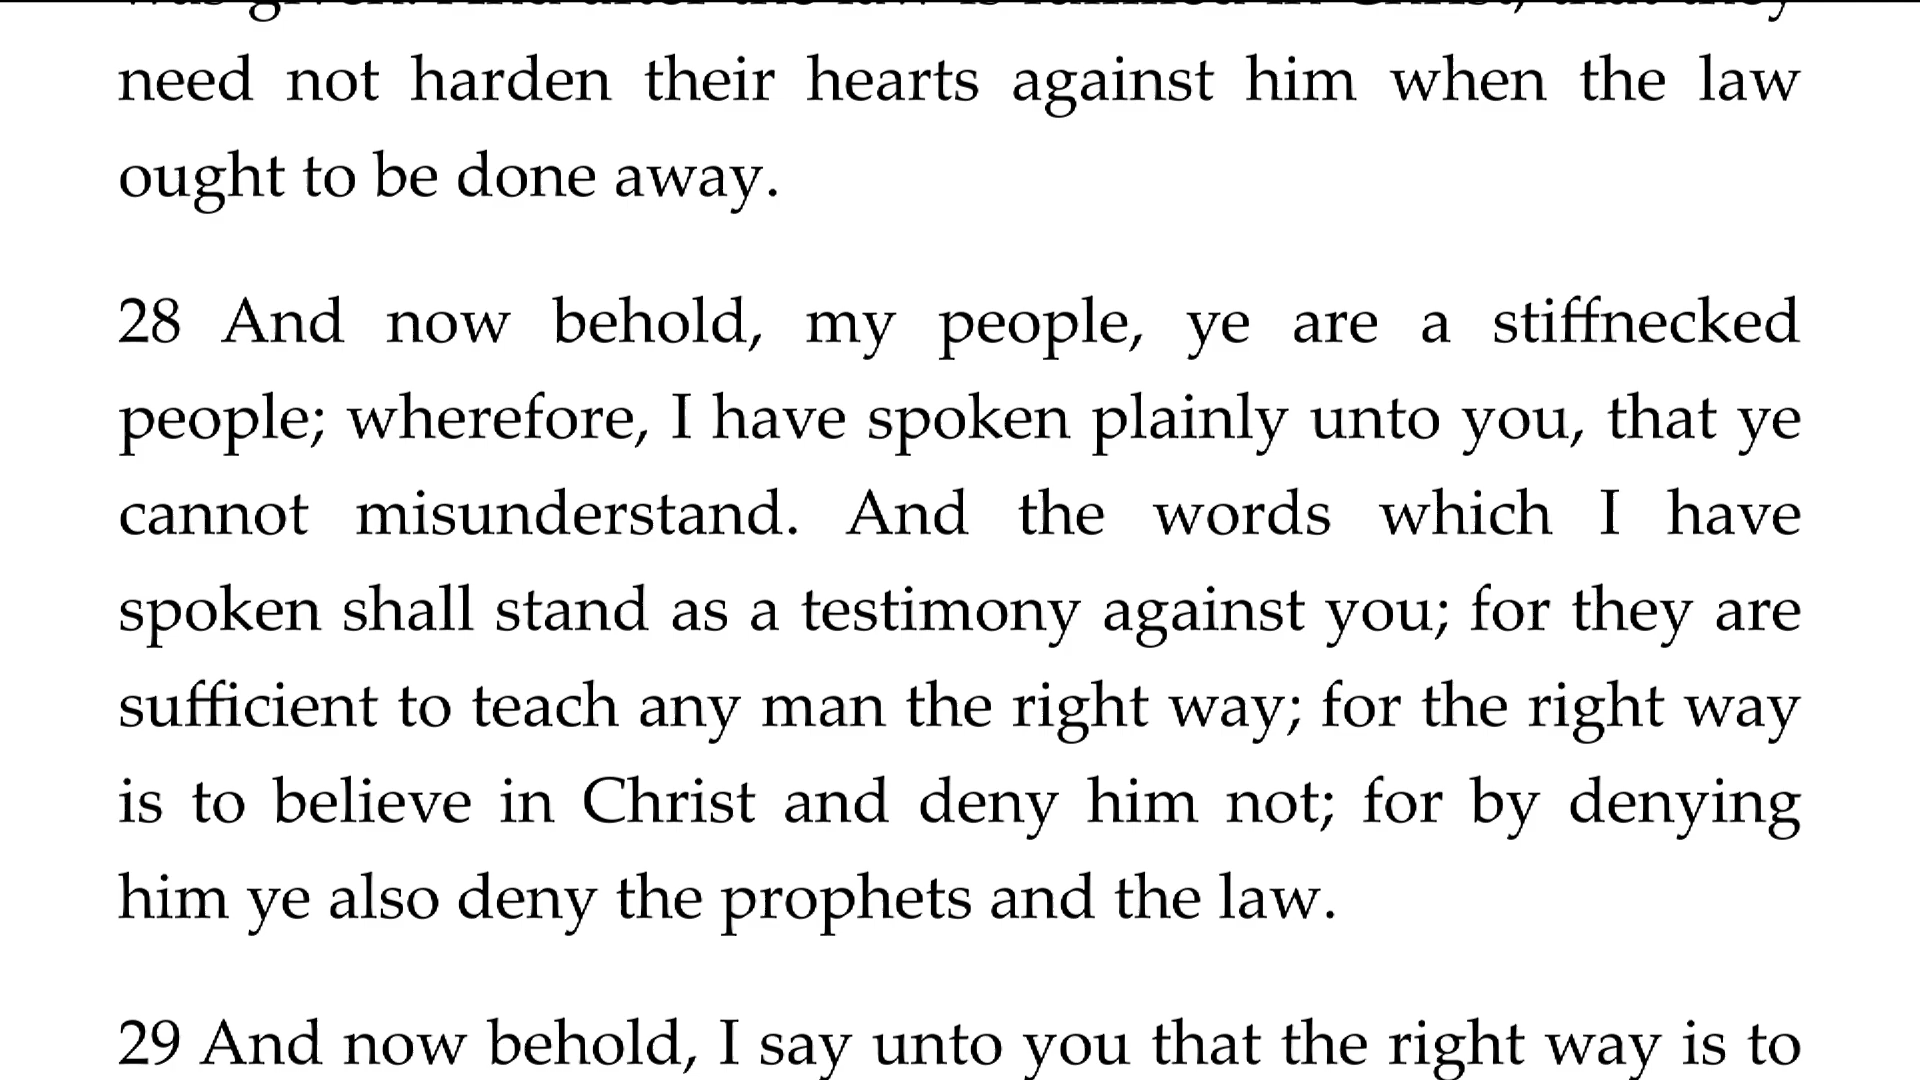 need not harden their hearts against him when the law
ought to be done away.
28 And now behold, my people, ye are a stiffnecked
people; wherefore, I have spoken plainly unto you, that ye
cannot misunderstand. And the words which I have
spoken shall stand as a testimony against you; for they are
sufficient to teach any man the right way; for the right way
is to believe in Christ and deny him not; for by denying
him ye also deny the prophets and the law.
29 And now behold, I say unto you that the right way is to